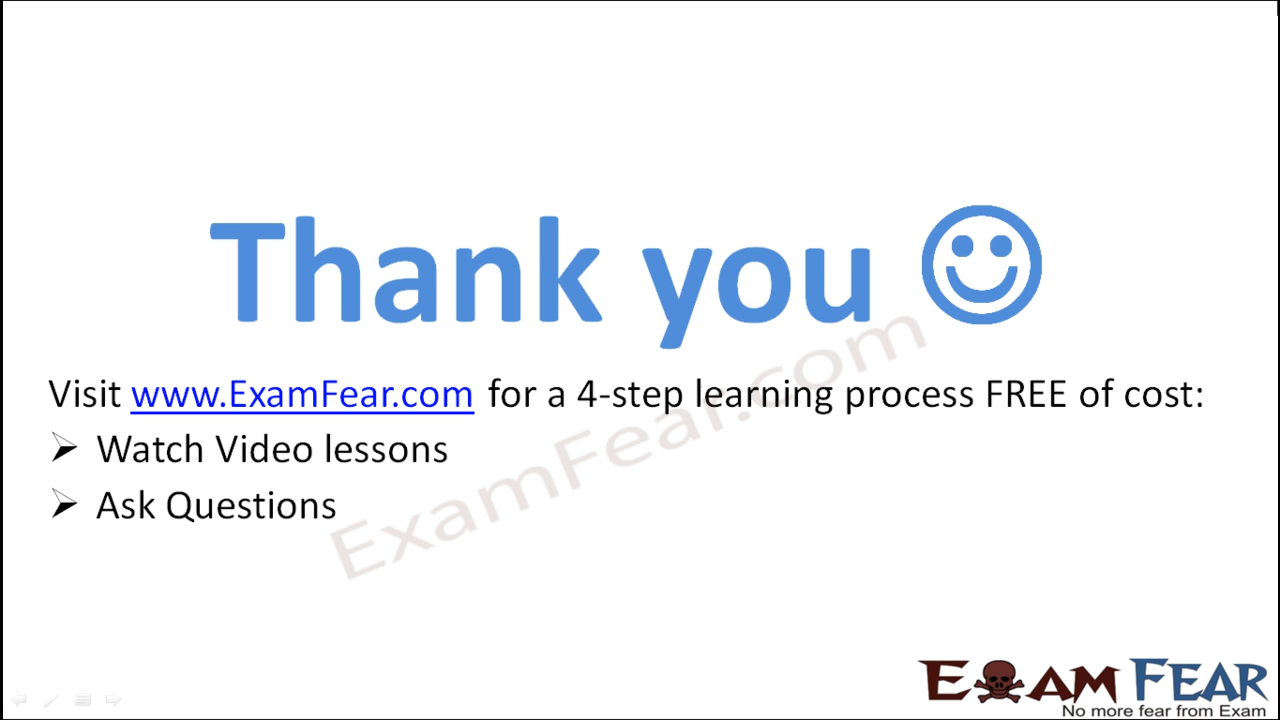 Thank you
Visit www.ExamFear.com for a 4-step learning process FREE of cost:
Watch Video lessons
Ask Questions
ExamFear.com
EXAM FEAR
No more fear from Exam